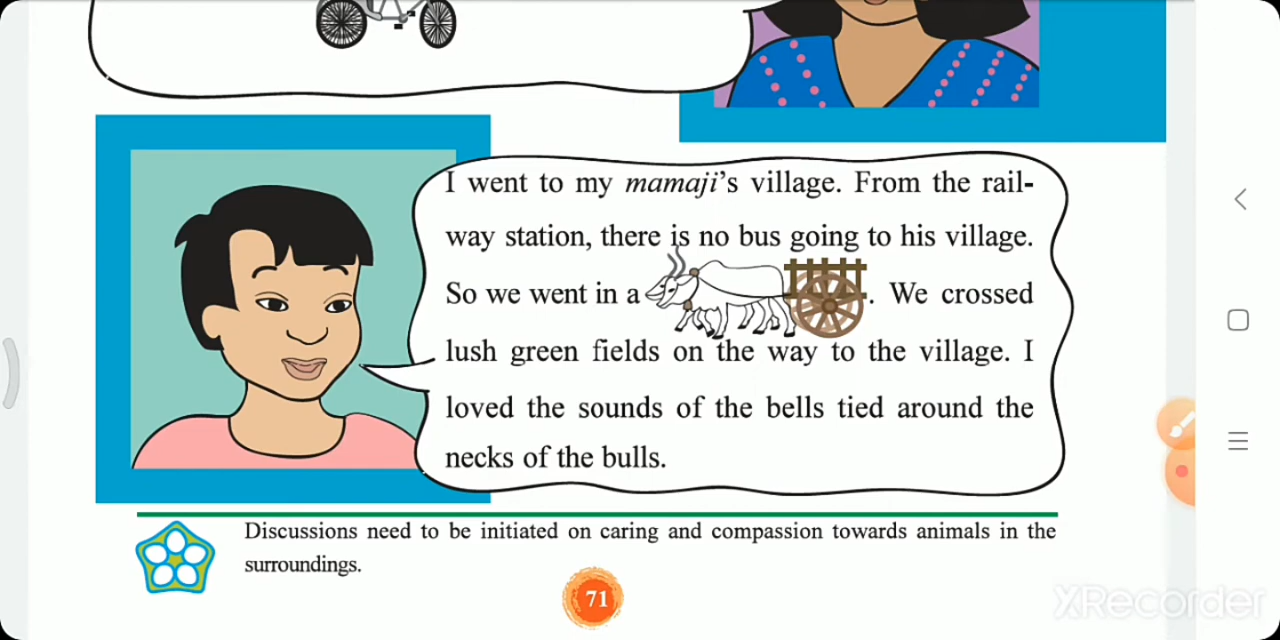 I went to my mamaji's village. From the rail-
way station, there is no bus going to his village.
So we went in a . We crossed
lush green fields on the way to the village. I
loved the sounds of the bells tied around the
necks of the bulls.
Discussions need to be initiated on caring and compassion towards animals in the
surroundings.
71
XRecorder